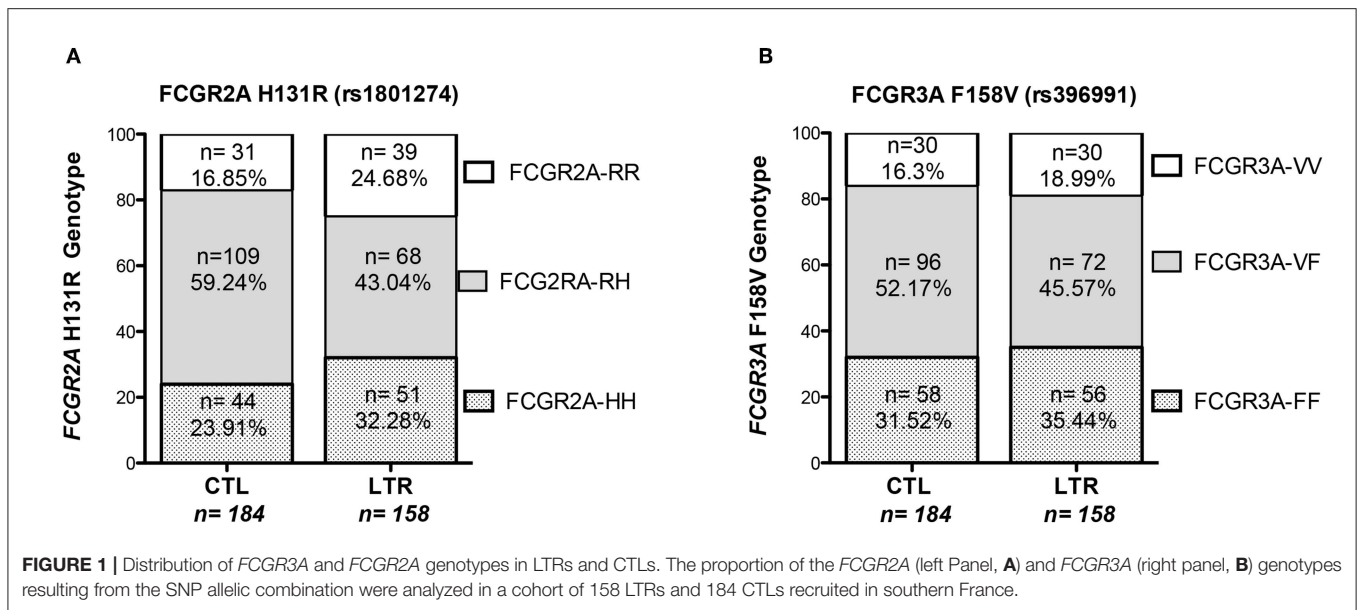 A
FCGR2A H131R (rs1801274)
FCGR2A H131R Genotype
100
80
60
40
20
0
n= 31
16.85%
n= 39
24.68%
n=109
59.24%
n= 68
43.04%
n= 44
23.91%
n= 51
32.28%
FCGR2A-RR
FCG2RA-RH
FCGR2A-HH
CTL
n= 184
LTR
n= 158
B
FCGR3A F158V (rs396991)
FCGR3A F158V Genotype
100
80
60
40
20
0
n=30
16.3%
n=30
18.99%
n= 96
52.17%
n= 72
45.57%
n= 58
31.52%
n= 56
35.44%
FCGR3A-VV
FCGR3A-VF
FCGR3A-FF
CTL
n= 184
LTR
n= 158
FIGURE 1 | Distribution of FCGR3A and FCGR2A genotypes in LTRs and CTLs. The proportion of the FCGR2A (left Panel, A) and FCGR3A (right panel, B) genotypes
resulting from the SNP allelic combination were analyzed in a cohort of 158 LTRs and 184 CTLs recruited in southern France.